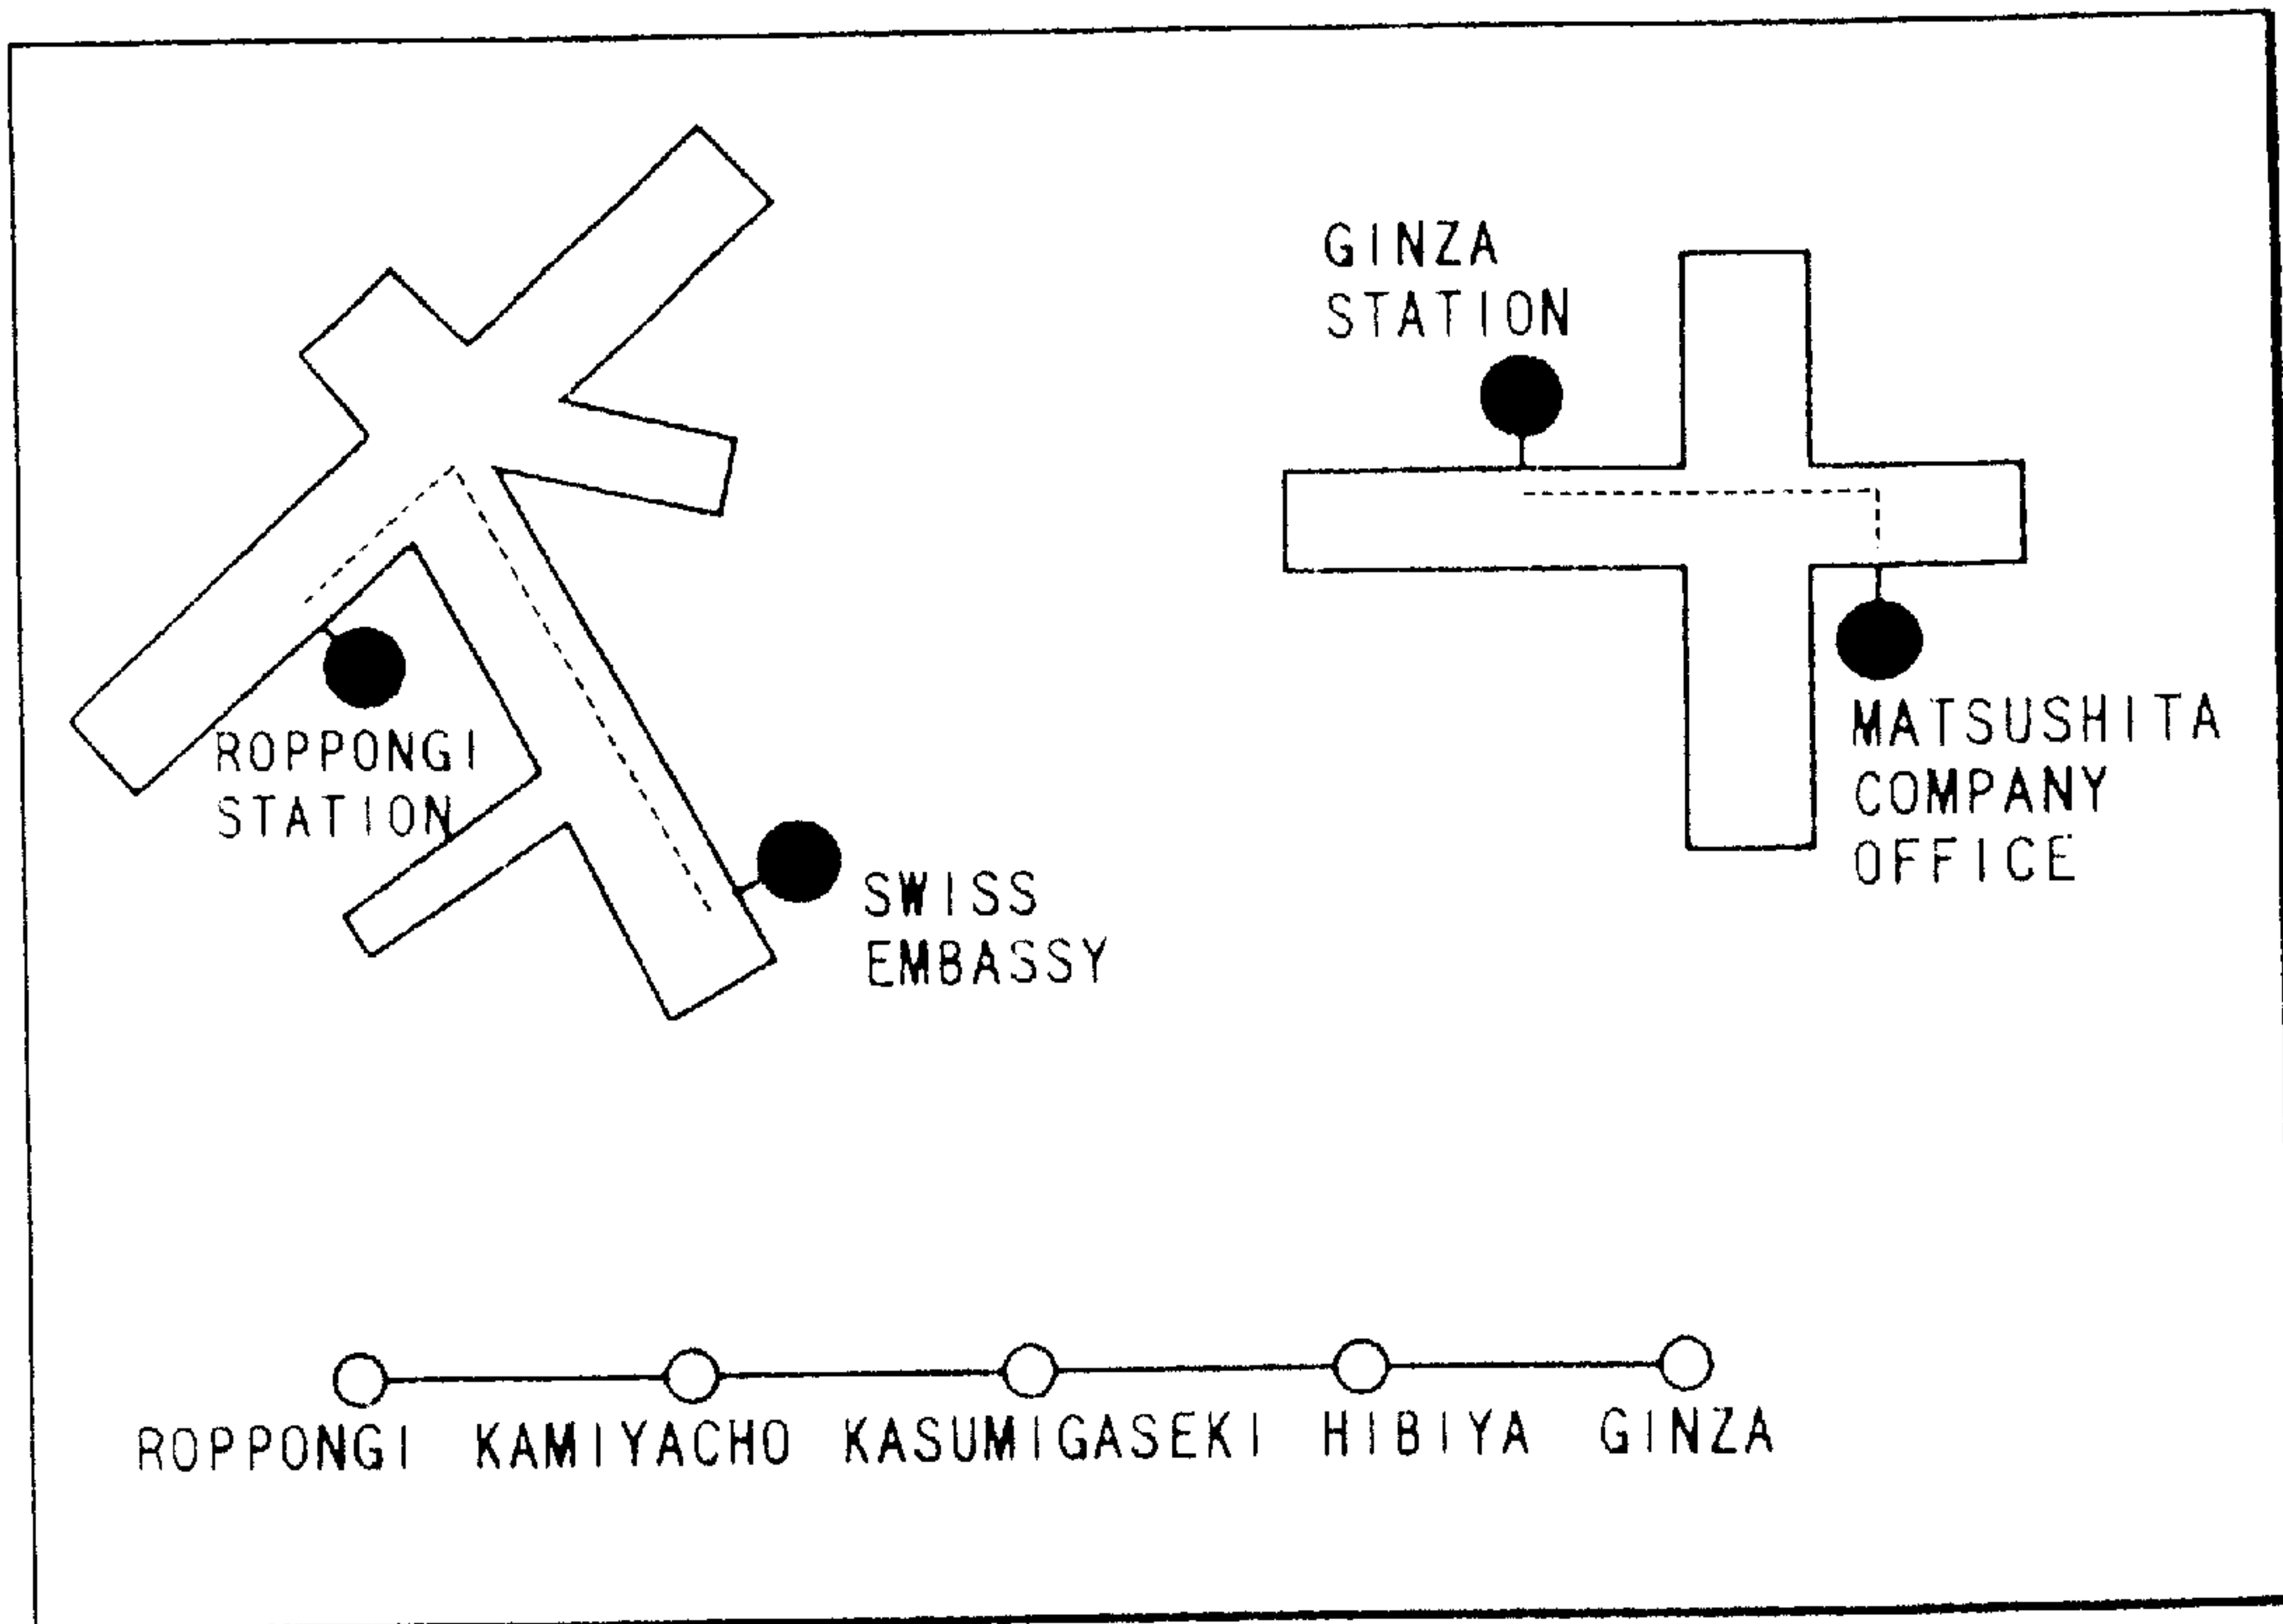 GINZA
STATION
ROPPONGI
STATION
MATSUSHITA
COMPANY
OFFICE
SWISS
EMBASSY
ROPPONGI KAMIYACHO KASUMIGASEKI HIBIYA GINZA